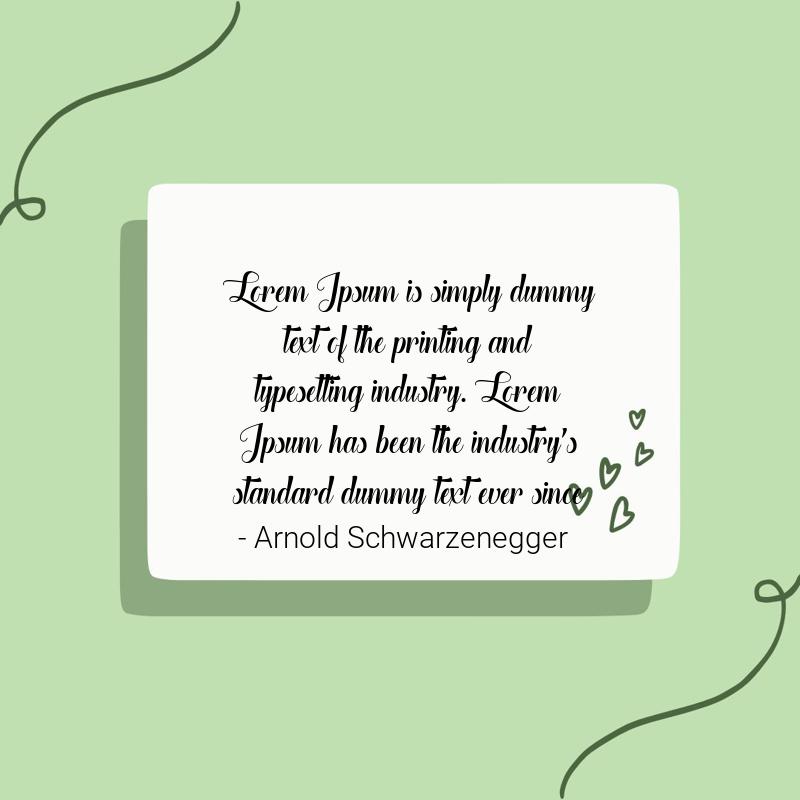 Lorem Ipsum is simply dummy
text of the printing and
typesetting industry. Lorem
Ipsum has been the industry's
standard dummy text ever since
- Arnold Schwarzenegger